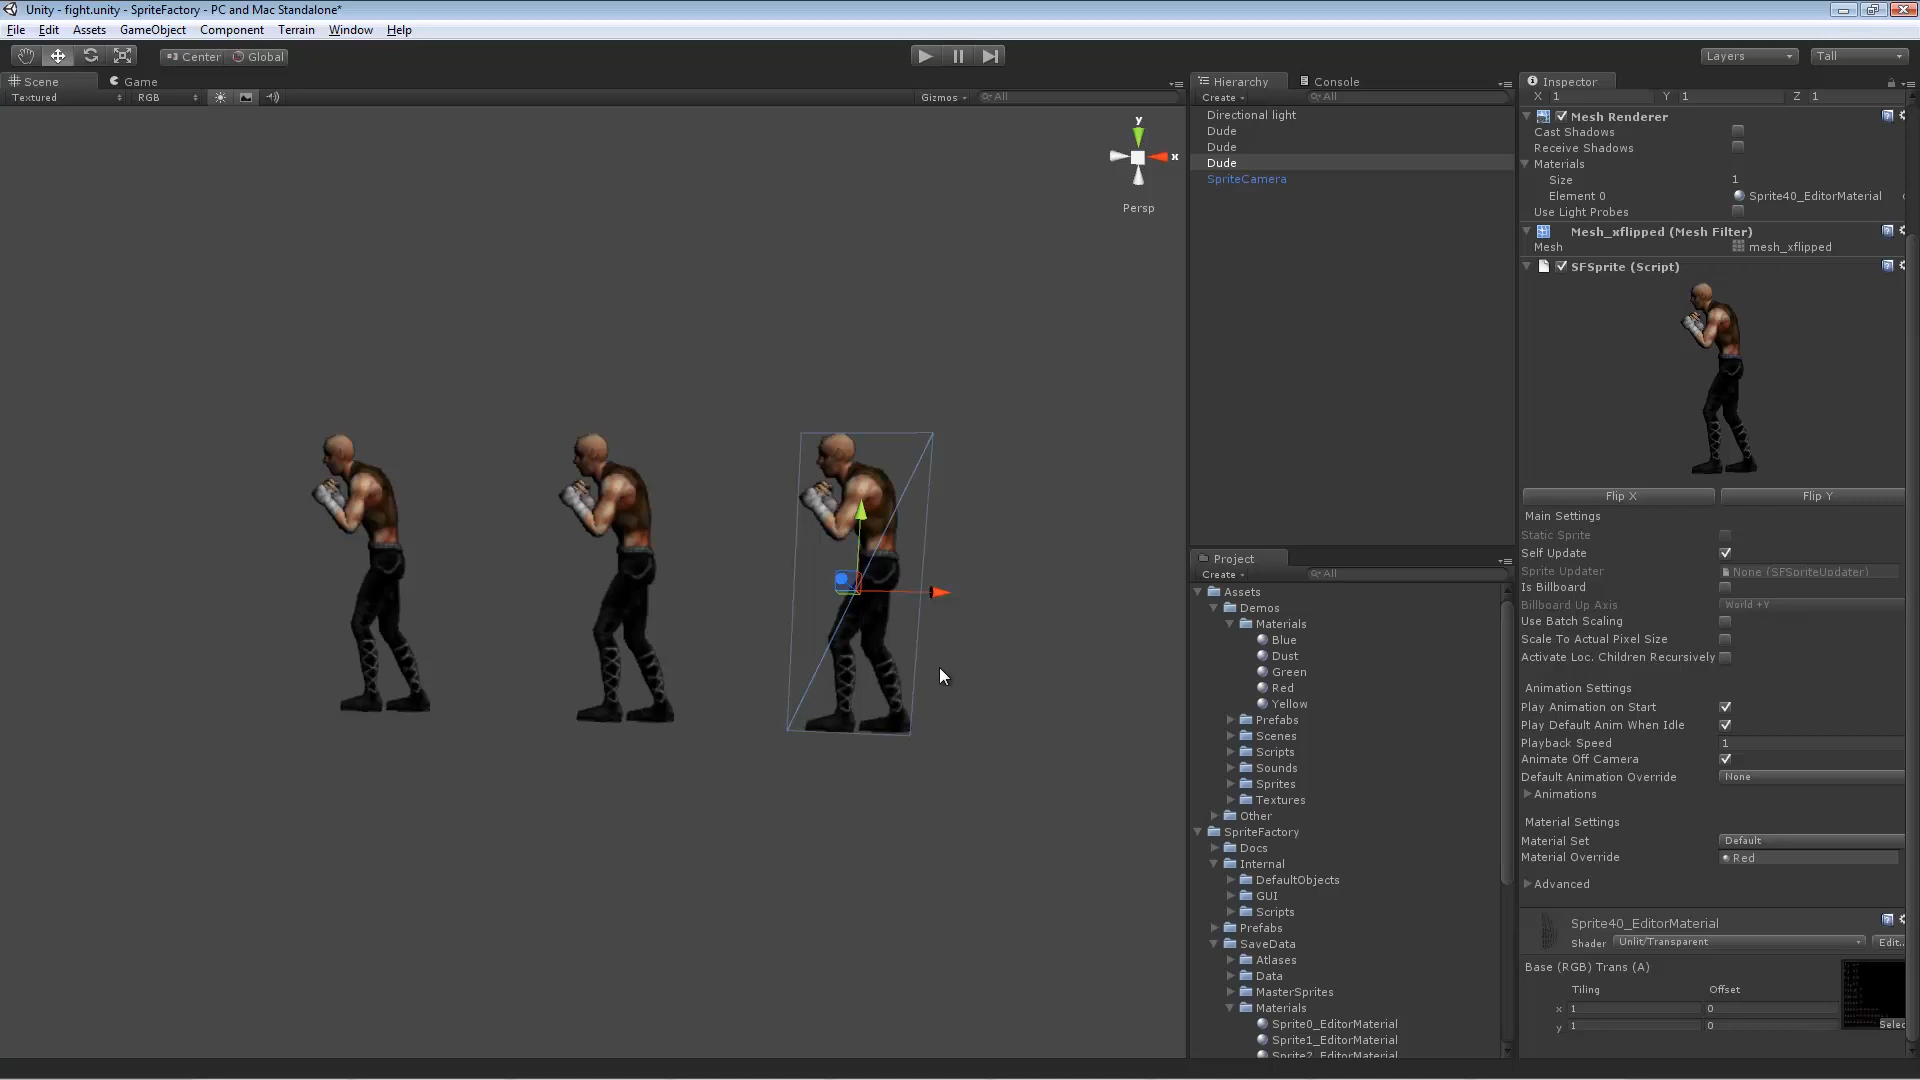 Unity - fight.unity - SpriteFactory - PC and Mac Standalone*
File Edit Assets GameObject Component Terrain Window Help
Center Global
Layers
Tall
Scene
Game
Textured
RGB
Gizmos
All
y
x
Persp
Hierarchy
Console
Create
All
Directional light
Dude
Dude
Dude
SpriteCamera
Project
Create
All
Assets
Demos
Materials
Blue
Dust
Green
Red
Yellow
Prefabs
Scenes
Scripts
Sounds
Sprites
Textures
Other
SpriteFactory
Docs
Internal
DefaultObjects
GUI
Scripts
Prefabs
SaveData
Atlases
Data
MasterSprites
Materials
Sprite0_EditorMaterial
Sprite1_EditorMaterial
Sprite2_EditorMaterial
Inspector
X 1 Y 1 Z 1
Mesh Renderer
Cast Shadows
Receive Shadows
Materials
Size 1
Element 0 Sprite40_EditorMaterial
Use Light Probes
Mesh_xflipped (Mesh Filter)
Mesh mesh_xflipped
SFSprite (Script)
Flip X Flip Y
Main Settings
Static Sprite
Self Update
Sprite Updater None (SFSpriteUpdater)
Is Billboard
Billboard Up Axis World +Y
Use Batch Scaling
Scale To Actual Pixel Size
Activate Loc. Children Recursively
Animation Settings
Play Animation on Start
Play Default Anim When Idle
Playback Speed 1
Animate Off Camera
Default Animation Override None
Animations
Material Settings
Material Set Default
Material Override Red
Advanced
Sprite40_EditorMaterial
Shader Unlit/Transparent Edit..
Base (RGB) Trans (A)
Tiling Offset
x 1 0
y 1 0
Selec